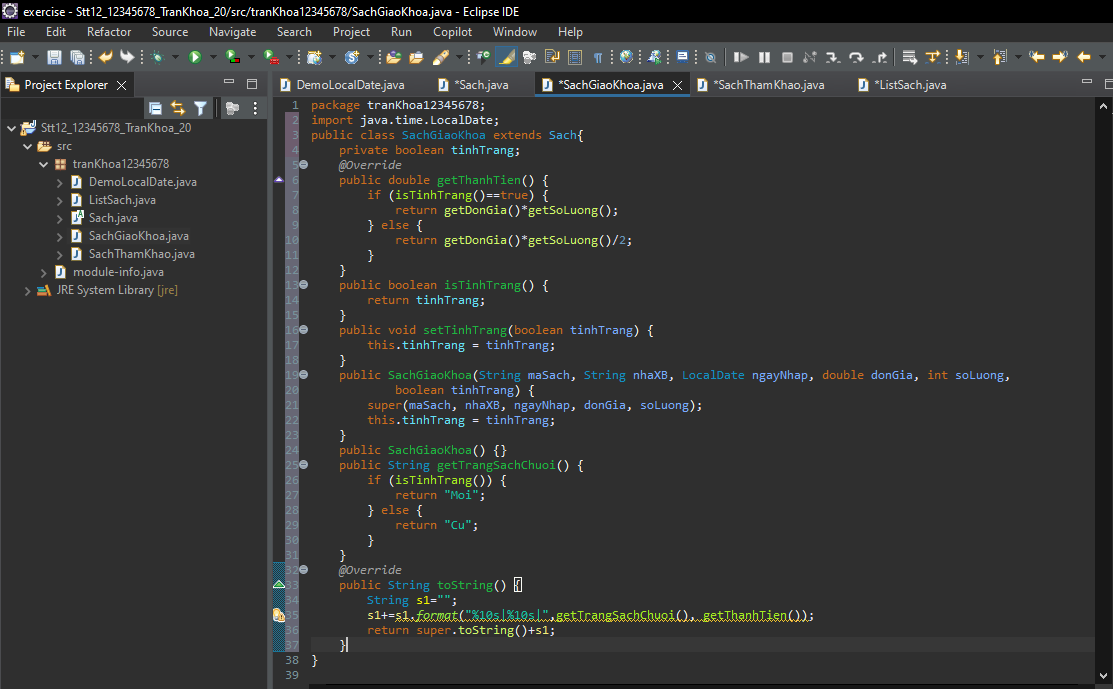 exercise - Stt12_12345678_TranKhoa_20/src/tranKhoa12345678/SachGiaoKhoa.java - Eclipse IDE
File Edit Refactor Source Navigate Search Project Run Copilot Window Help
Project Explorer
DemoLocalDate.java *Sach.java *SachGiaoKhoa.java *SachThamKhao.java *ListSach.java
Stt12_12345678_TranKhoa_20
src
tranKhoa12345678
DemoLocalDate.java
ListSach.java
Sach.java
SachGiaoKhoa.java
SachThamKhao.java
module-info.java
JRE System Library [jre]
1 package tranKhoa12345678;
2 import java.time.LocalDate;
3 public class SachGiaoKhoa extends Sach{
4     private boolean tinhTrang;
5     @Override
6     public double getThanhTien() {
7         if (isTinhTrang()==true) {
8             return getDonGia()*getSoLuong();
9         } else {
10             return getDonGia()*getSoLuong()/2;
11         }
12     }
13     public boolean isTinhTrang() {
14         return tinhTrang;
15     }
16     public void setTinhTrang(boolean tinhTrang) {
17         this.tinhTrang = tinhTrang;
18     }
19     public SachGiaoKhoa(String maSach, String nhaXB, LocalDate ngayNhap, double donGia, int soLuong,
20             boolean tinhTrang) {
21         super(maSach, nhaXB, ngayNhap, donGia, soLuong);
22         this.tinhTrang = tinhTrang;
23     }
24     public SachGiaoKhoa() {}
25     public String getTrangSachChuoi() {
26         if (isTinhTrang()) {
27             return "Moi";
28         } else {
29             return "Cu";
30         }
31     }
32     @Override
33     public String toString() {
34         String s1="";
35         s1+=s1.format("%10s|%10s|",getTrangSachChuoi(), getThanhTien());
36         return super.toString()+s1;
37     }
38 }
39